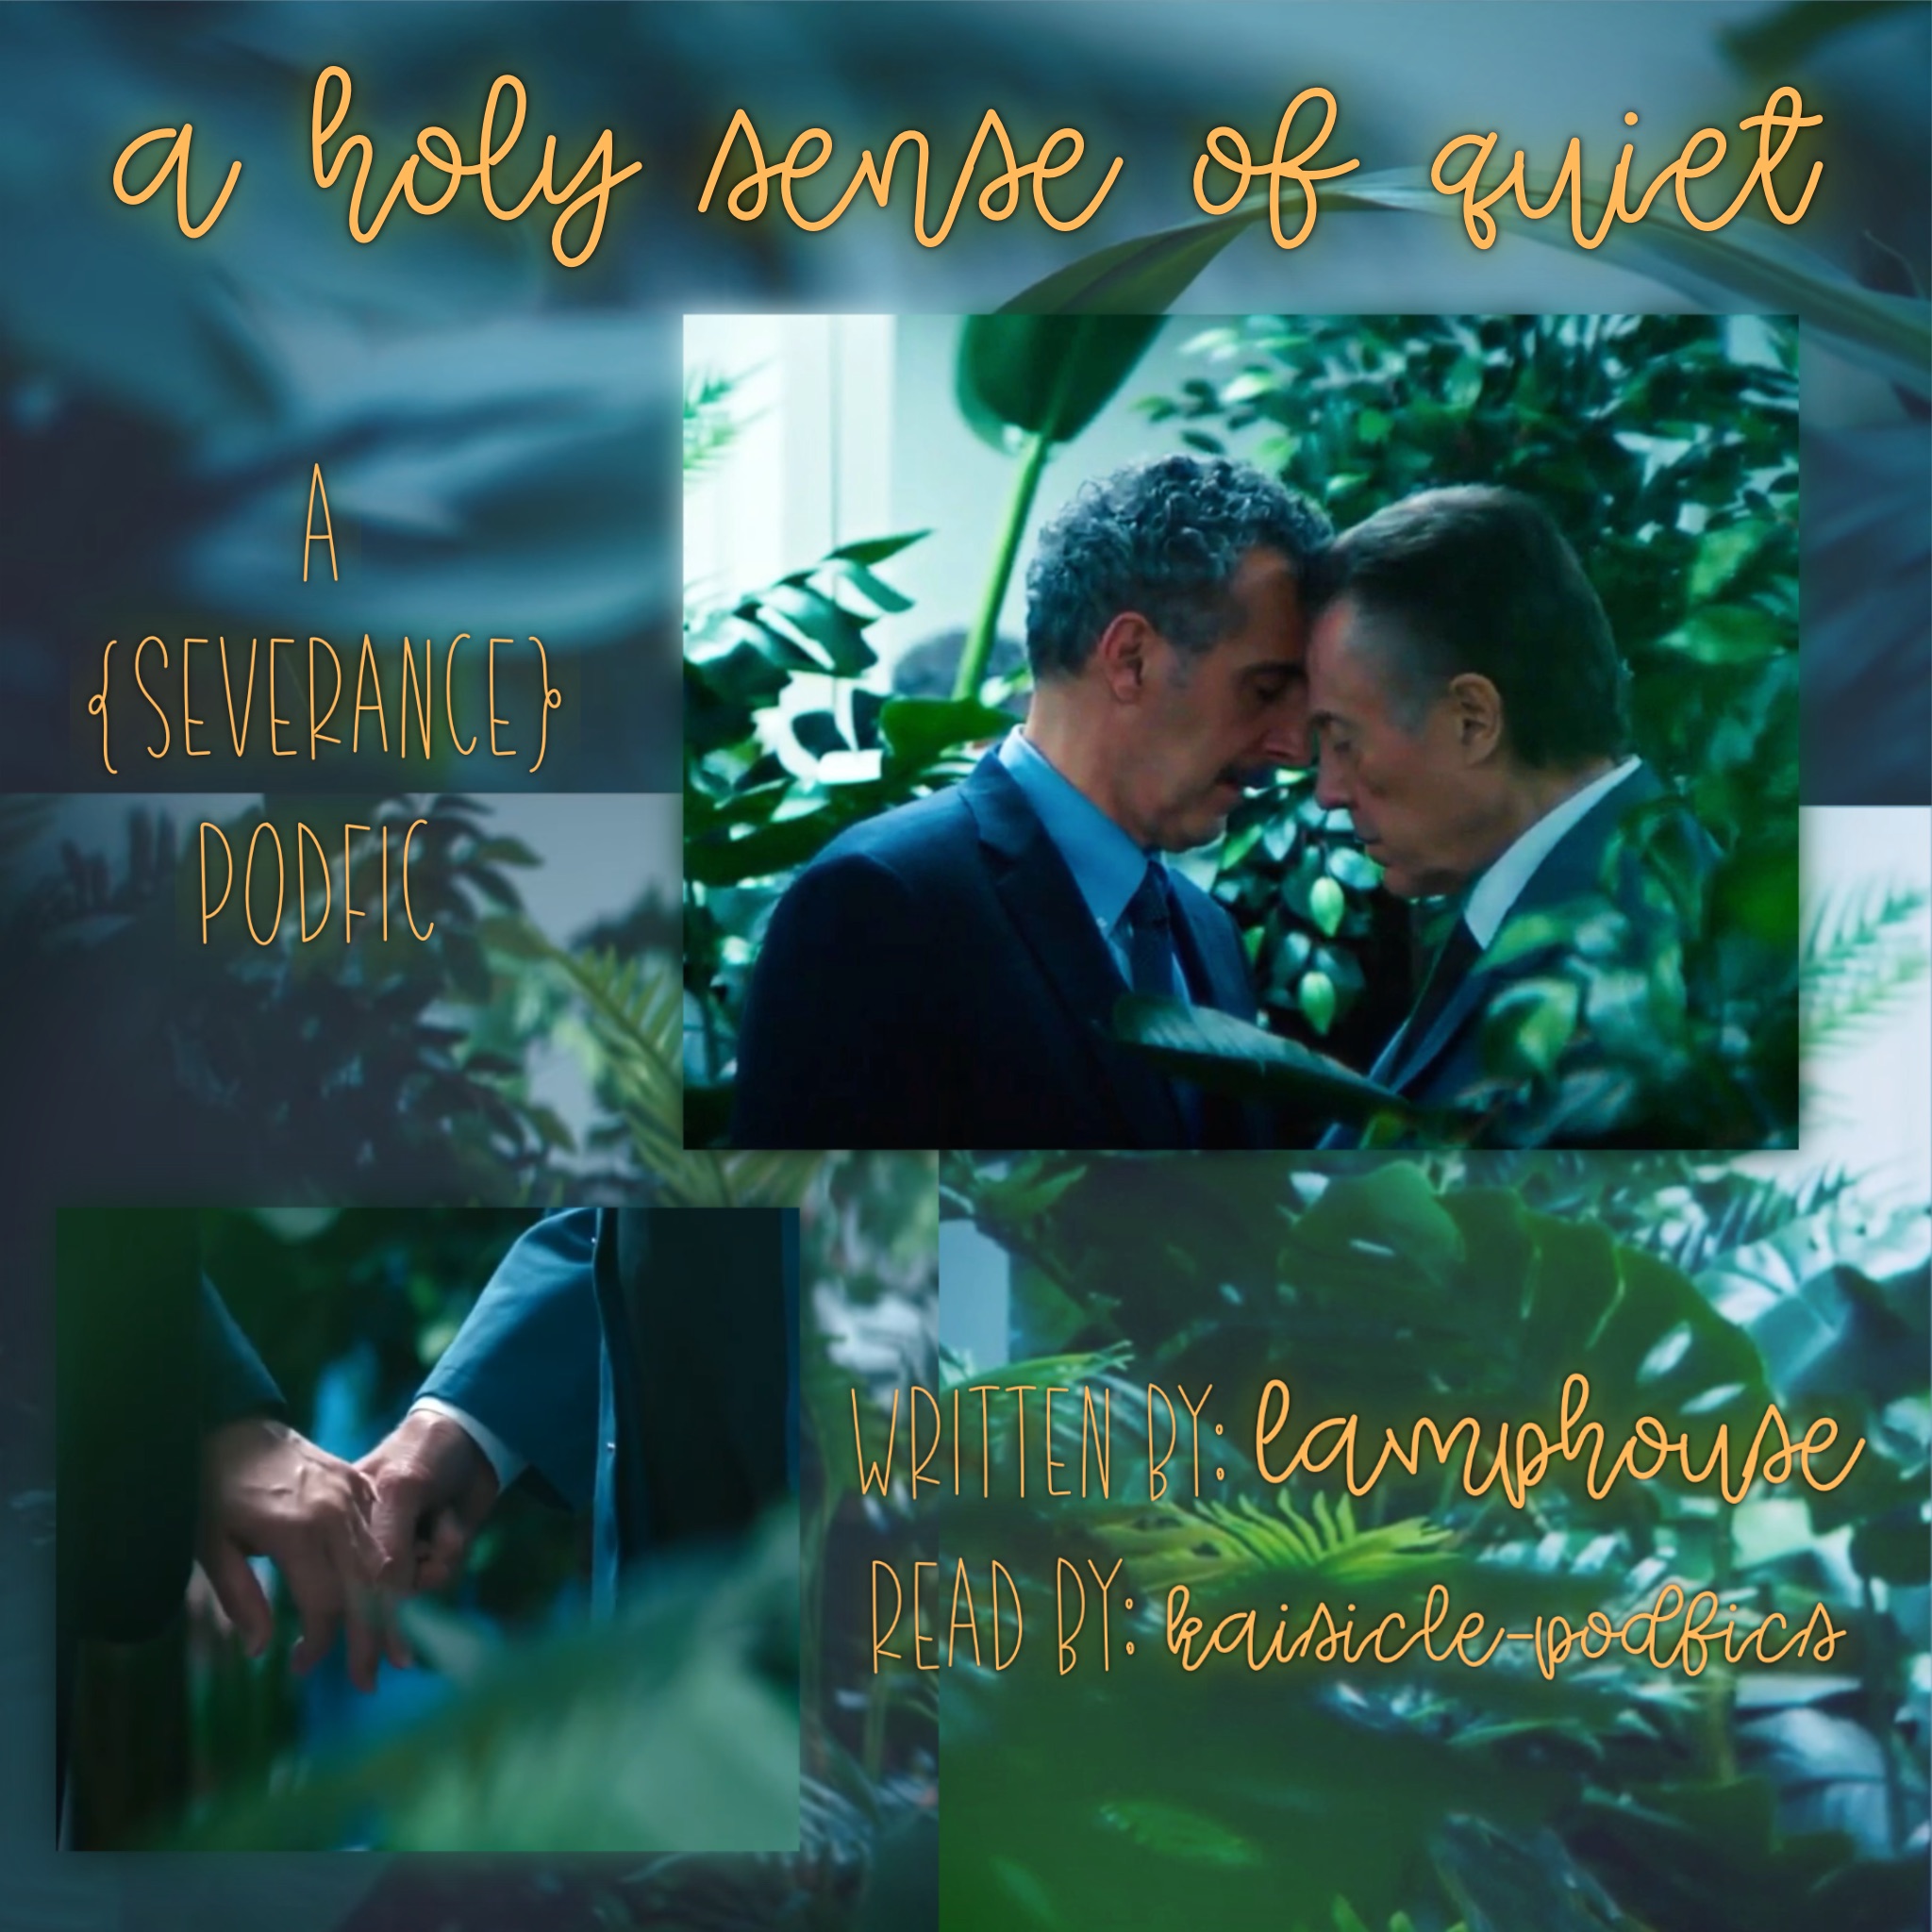 a holy sense of quiet
A
{SEVERANCE}
PODFIC
WRITTEN BY: lamphouse
READ BY: kaisicle-podfics